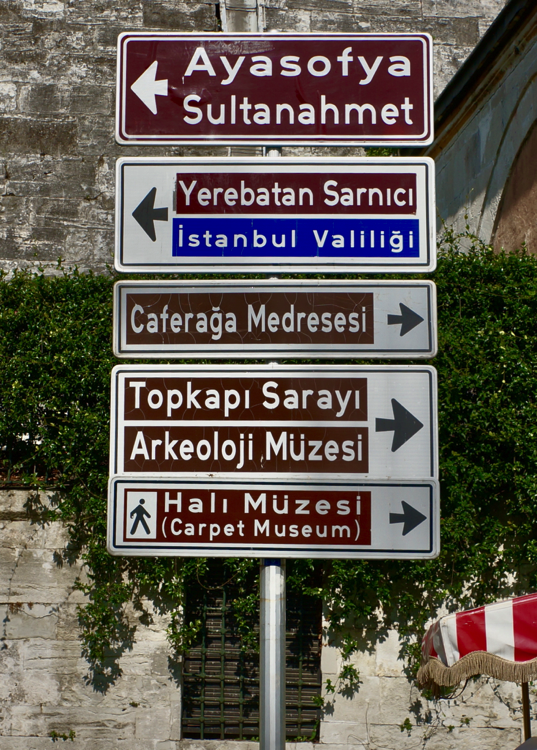 Ayasofya
Sultanahmet
Yerebatan Sarnıcı
İstanbul Valiliği
Caferağa Medresesi
Topkapı Sarayı
Arkeoloji Müzesi
Halı Müzesi
(Carpet Museum)